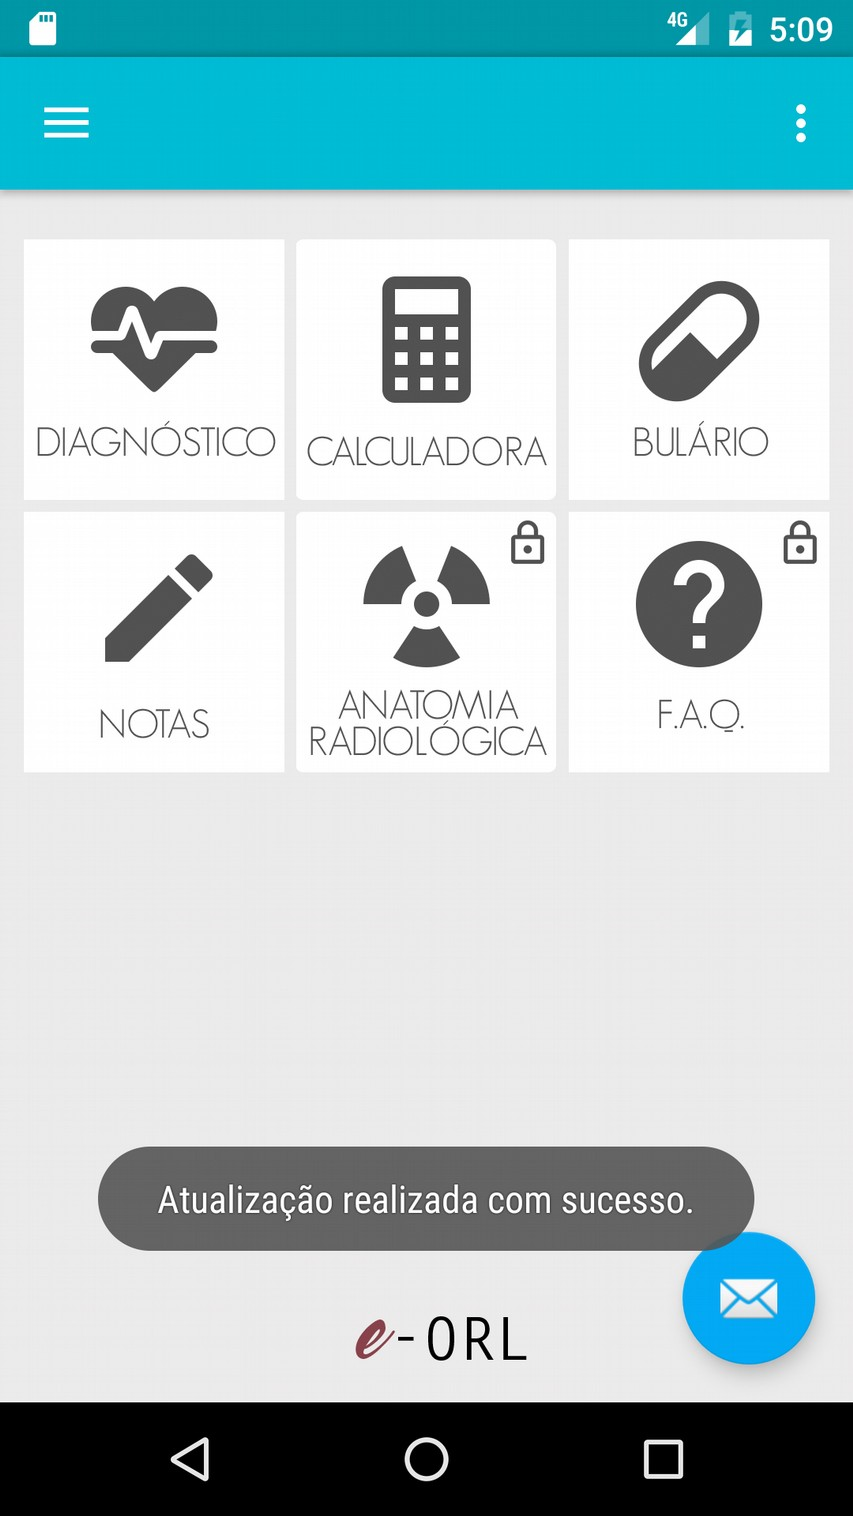 4G 5:09
DIAGNÓSTICO
CALCULADORA
BULÁRIO
NOTAS
ANATOMIA
RADIOLÓGICA
F.A.Q.
Atualização realizada com sucesso.
e-ORL